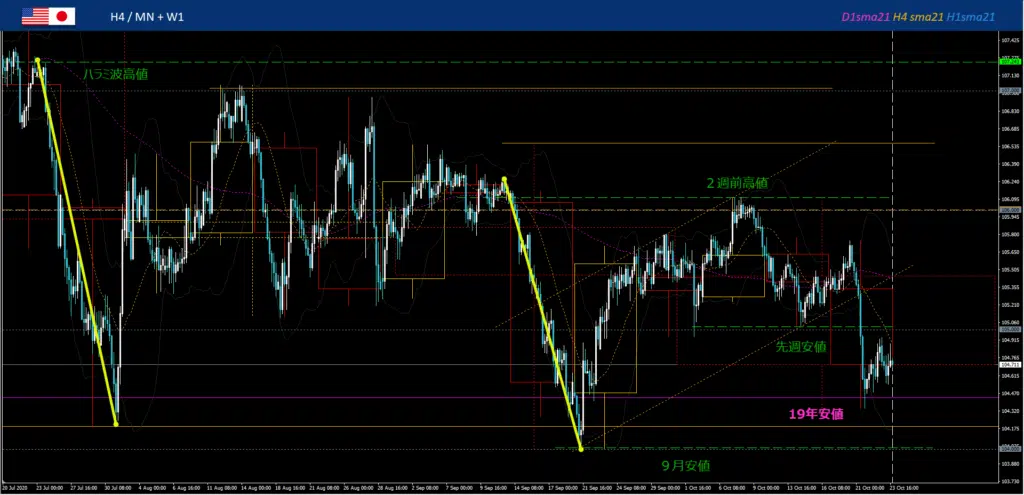 H4 / MN + W1
D1sma21 H4 sma21 H1sma21
107.425
107.130
106.835
106.685
106.535
106.390
106.240
106.090
105.940
105.800
105.650
105.505
105.355
105.210
105.060
104.915
104.765
104.711
104.615
104.470
104.320
104.175
103.880
103.730
ハラミ波高値
2週前高値
先週安値
19年安値
9月安値
20 Jul 2020
23 Jul 00:00
27 Jul 16:00
30 Jul 08:00
4 Aug 00:00
6 Aug 16:00
11 Aug 08:00
14 Aug 00:00
18 Aug 16:00
21 Aug 08:00
26 Aug 00:00
28 Aug 16:00
2 Sep 08:00
7 Sep 00:00
9 Sep 16:00
14 Sep 08:00
21 Sep 16:00
24 Sep 08:00
29 Sep 00:00
1 Oct 16:00
6 Oct 08:00
9 Oct 00:00
13 Oct 16:00
16 Oct 08:00
21 Oct 00:00
23 Oct 16:00